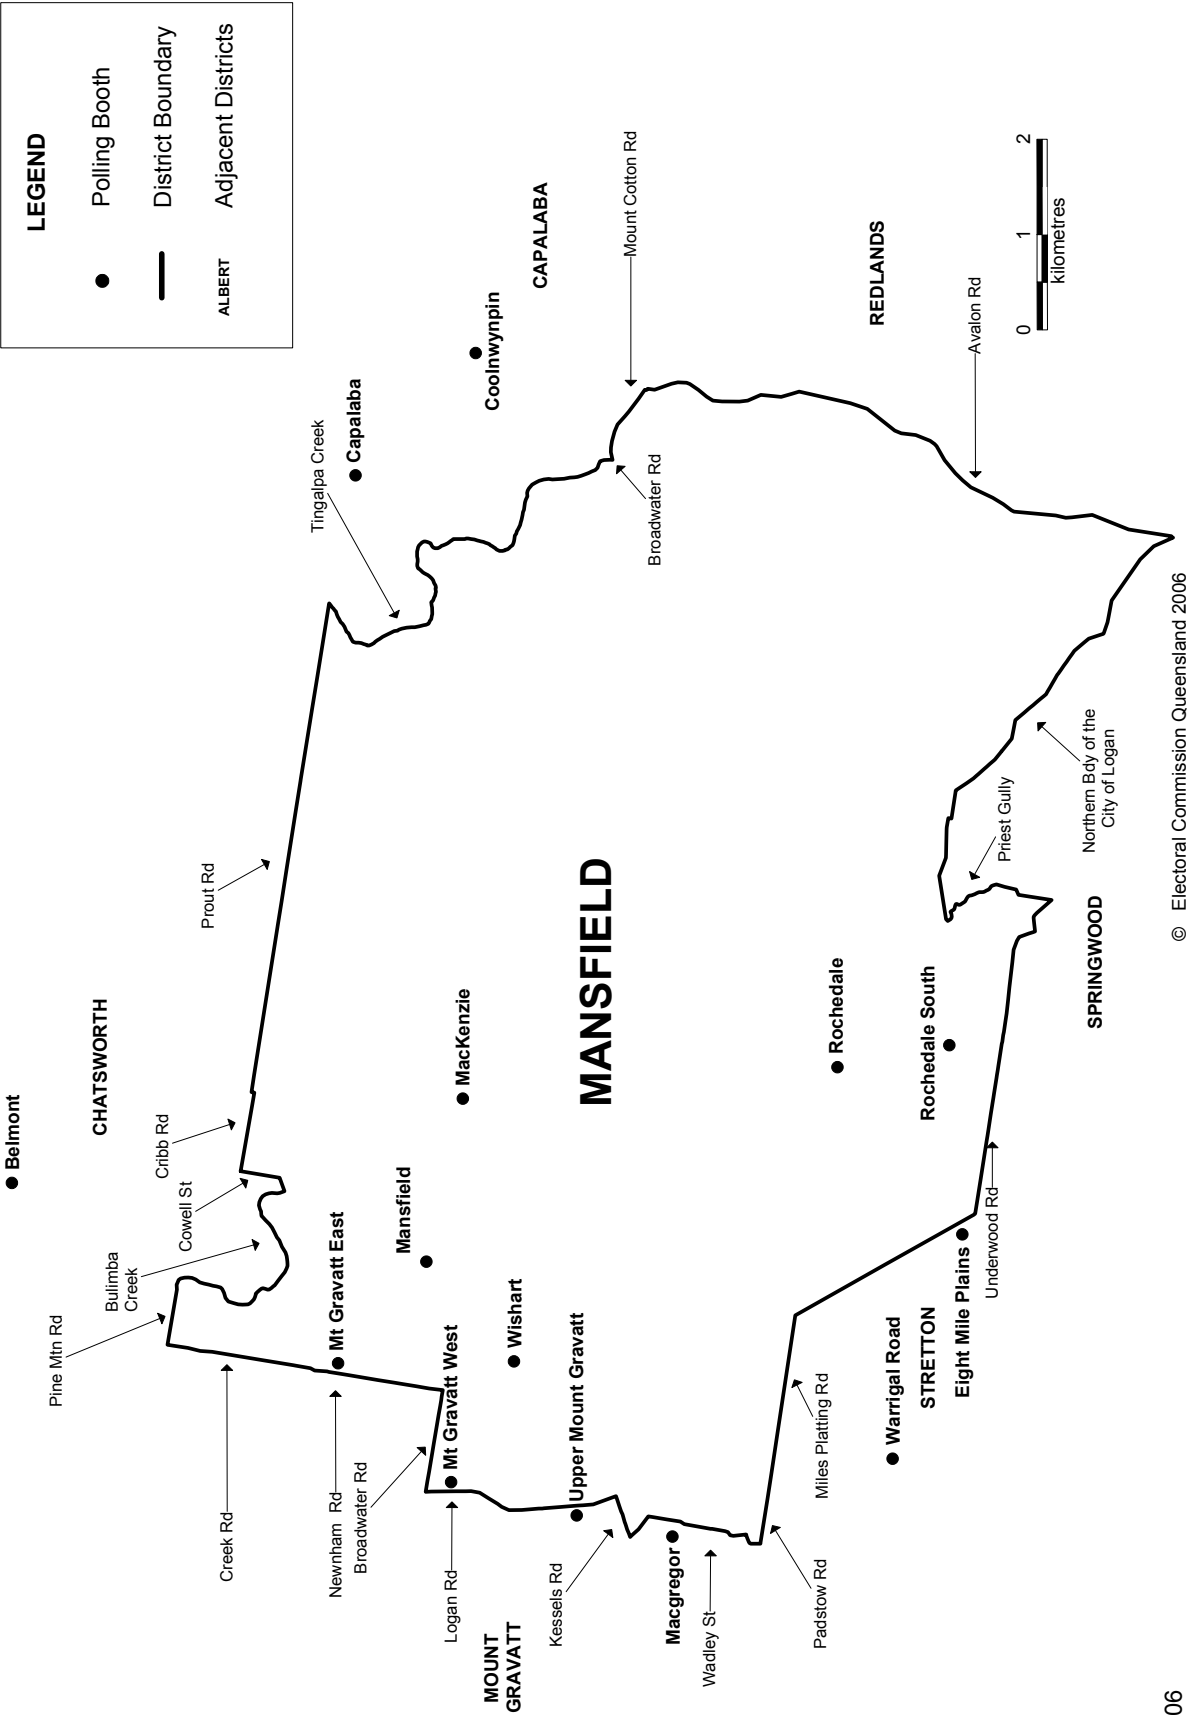 LEGEND
Polling Booth
District Boundary
ALBERT
Adjacent Districts
Belmont
CHATSWORTH
Pine Mtn Rd
Bulimba
Creek
Cowell St
Cribb Rd
Prout Rd
Tingalpa Creek
Capalaba
Coolnwynpin
CAPALABA
Mount Cotton Rd
Broadwater Rd
REDLANDS
Avalon Rd
0 1 2
kilometres
Creek Rd
Newnham Rd
Broadwater Rd
Mt Gravatt East
Mansfield
MacKenzie
Logan Rd
Mt Gravatt West
Wishart
MOUNT
GRAVATT
Kessels Rd
Upper Mount Gravatt
MANSFIELD
Macgregor
Wadley St
Padstow Rd
Miles Platting Rd
Rochedale
Warrigal Road
STRETTON
Eight Mile Plains
Rochedale South
Underwood Rd
Priest Gully
SPRINGWOOD
Northern Bdy of the
City of Logan
© Electoral Commission Queensland 2006
06